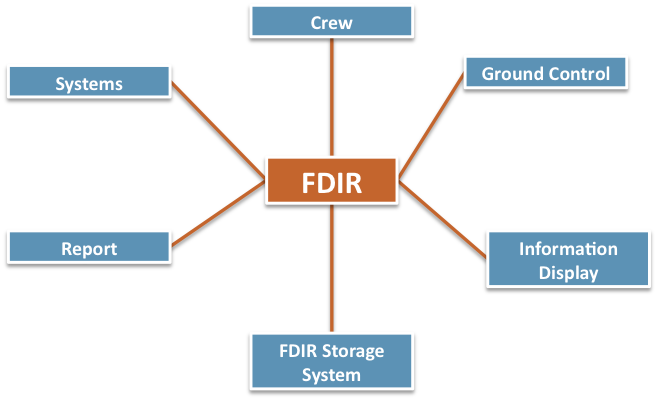 Crew
Systems
Ground Control
FDIR
Report
Information
Display
FDIR Storage
System